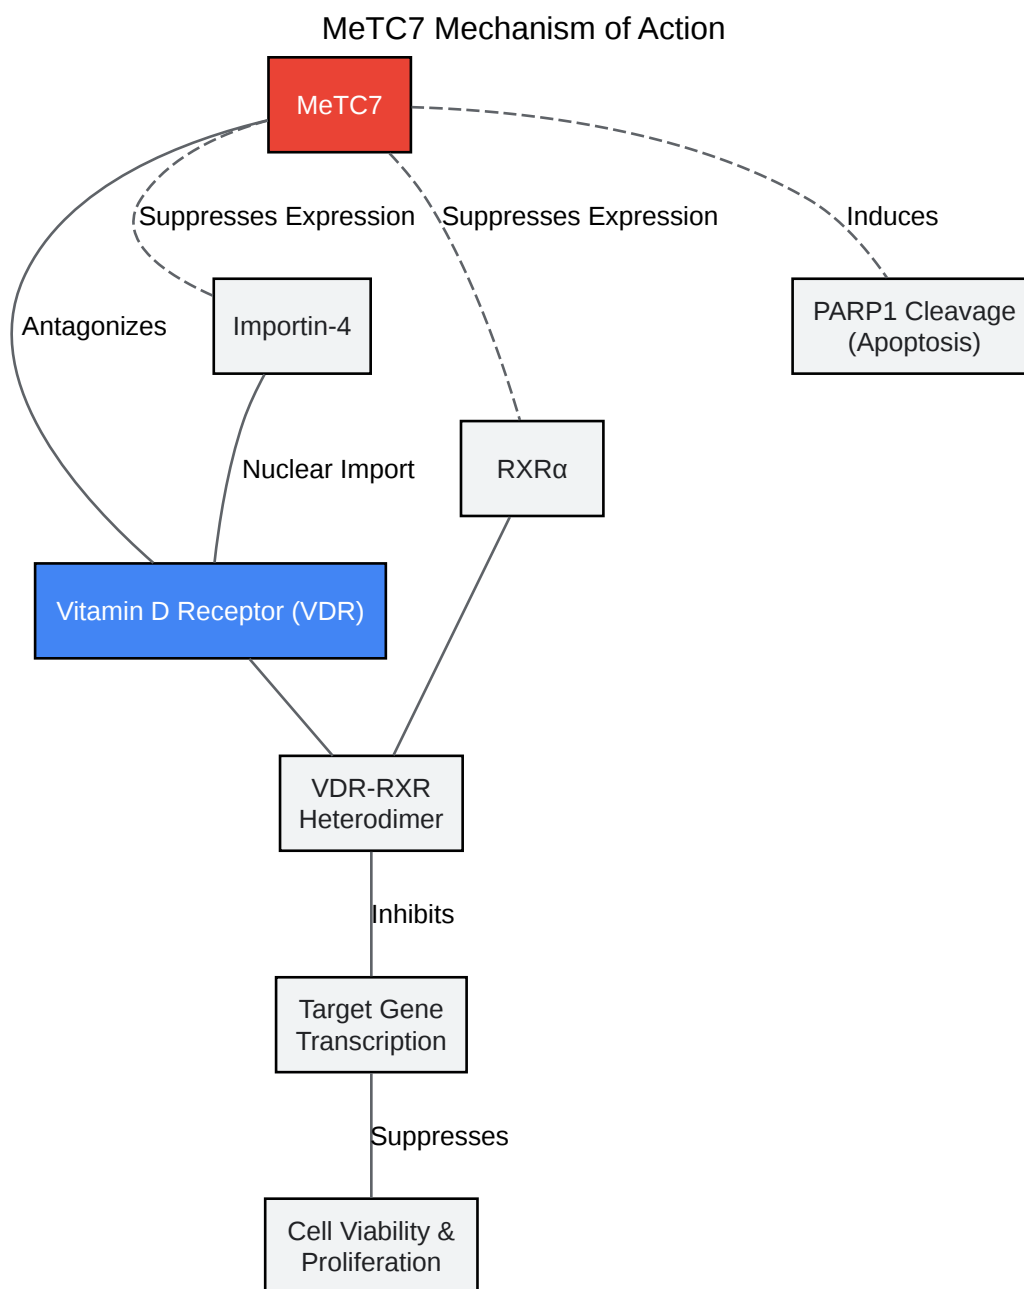 MeTC7 Mechanism of Action
MeTC7
Suppresses Expression
Suppresses Expression
Induces
Antagonizes
Importin-4
PARP1 Cleavage
(Apoptosis)
Nuclear Import
RXRα
Vitamin D Receptor (VDR)
VDR-RXR
Heterodimer
Inhibits
Target Gene
Transcription
Suppresses
Cell Viability &
Proliferation